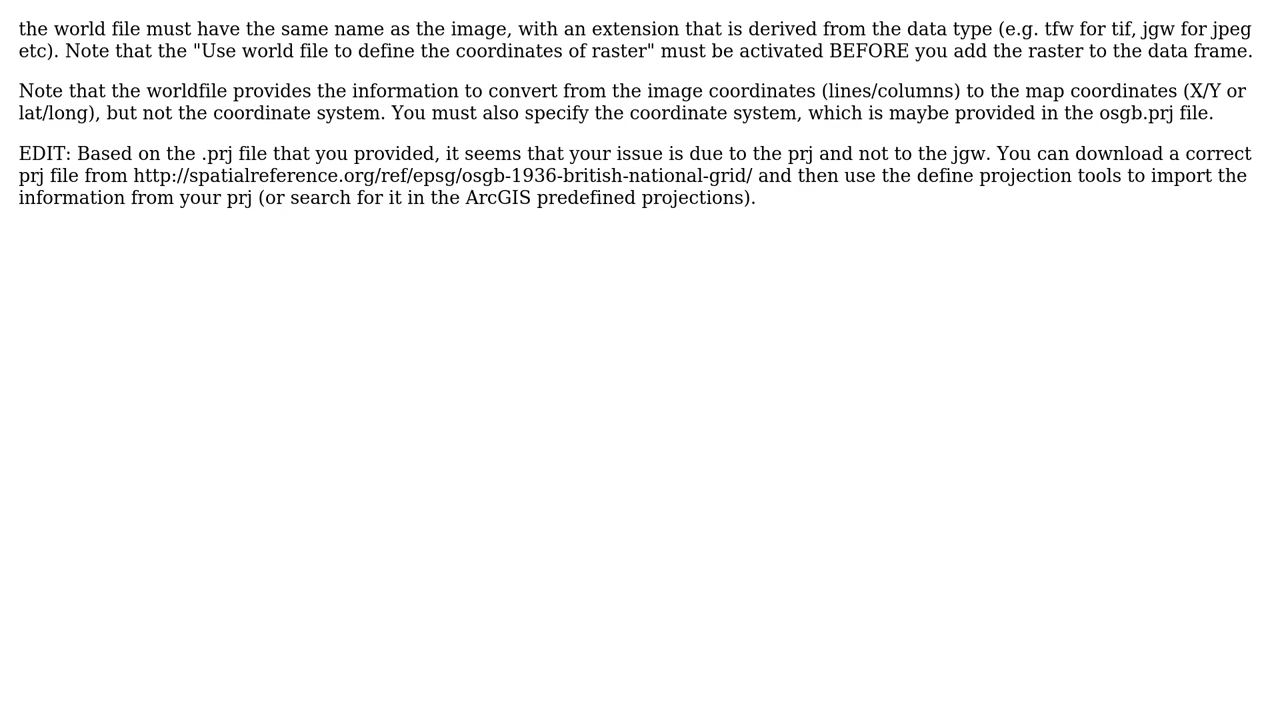 the world file must have the same name as the image, with an extension that is derived from the data type (e.g. tfw for tif, jgw for jpeg
etc). Note that the "Use world file to define the coordinates of raster" must be activated BEFORE you add the raster to the data frame.
Note that the worldfile provides the information to convert from the image coordinates (lines/columns) to the map coordinates (X/Y or
lat/long), but not the coordinate system. You must also specify the coordinate system, which is maybe provided in the osgb.prj file.
EDIT: Based on the .prj file that you provided, it seems that your issue is due to the prj and not to the jgw. You can download a correct
prj file from http://spatialreference.org/ref/epsg/osgb-1936-british-national-grid/ and then use the define projection tools to import the
information from your prj (or search for it in the ArcGIS predefined projections).